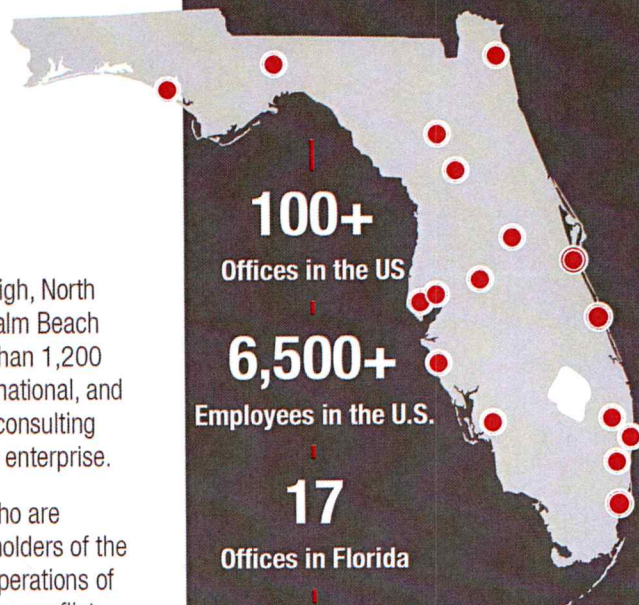 igh, North
alm Beach
han 1,200
national, and
consulting
enterprise.
ho are
holders of the
perations of
100+
Offices in the US
6,500+
Employees in the U.S.
17
Offices in Florida